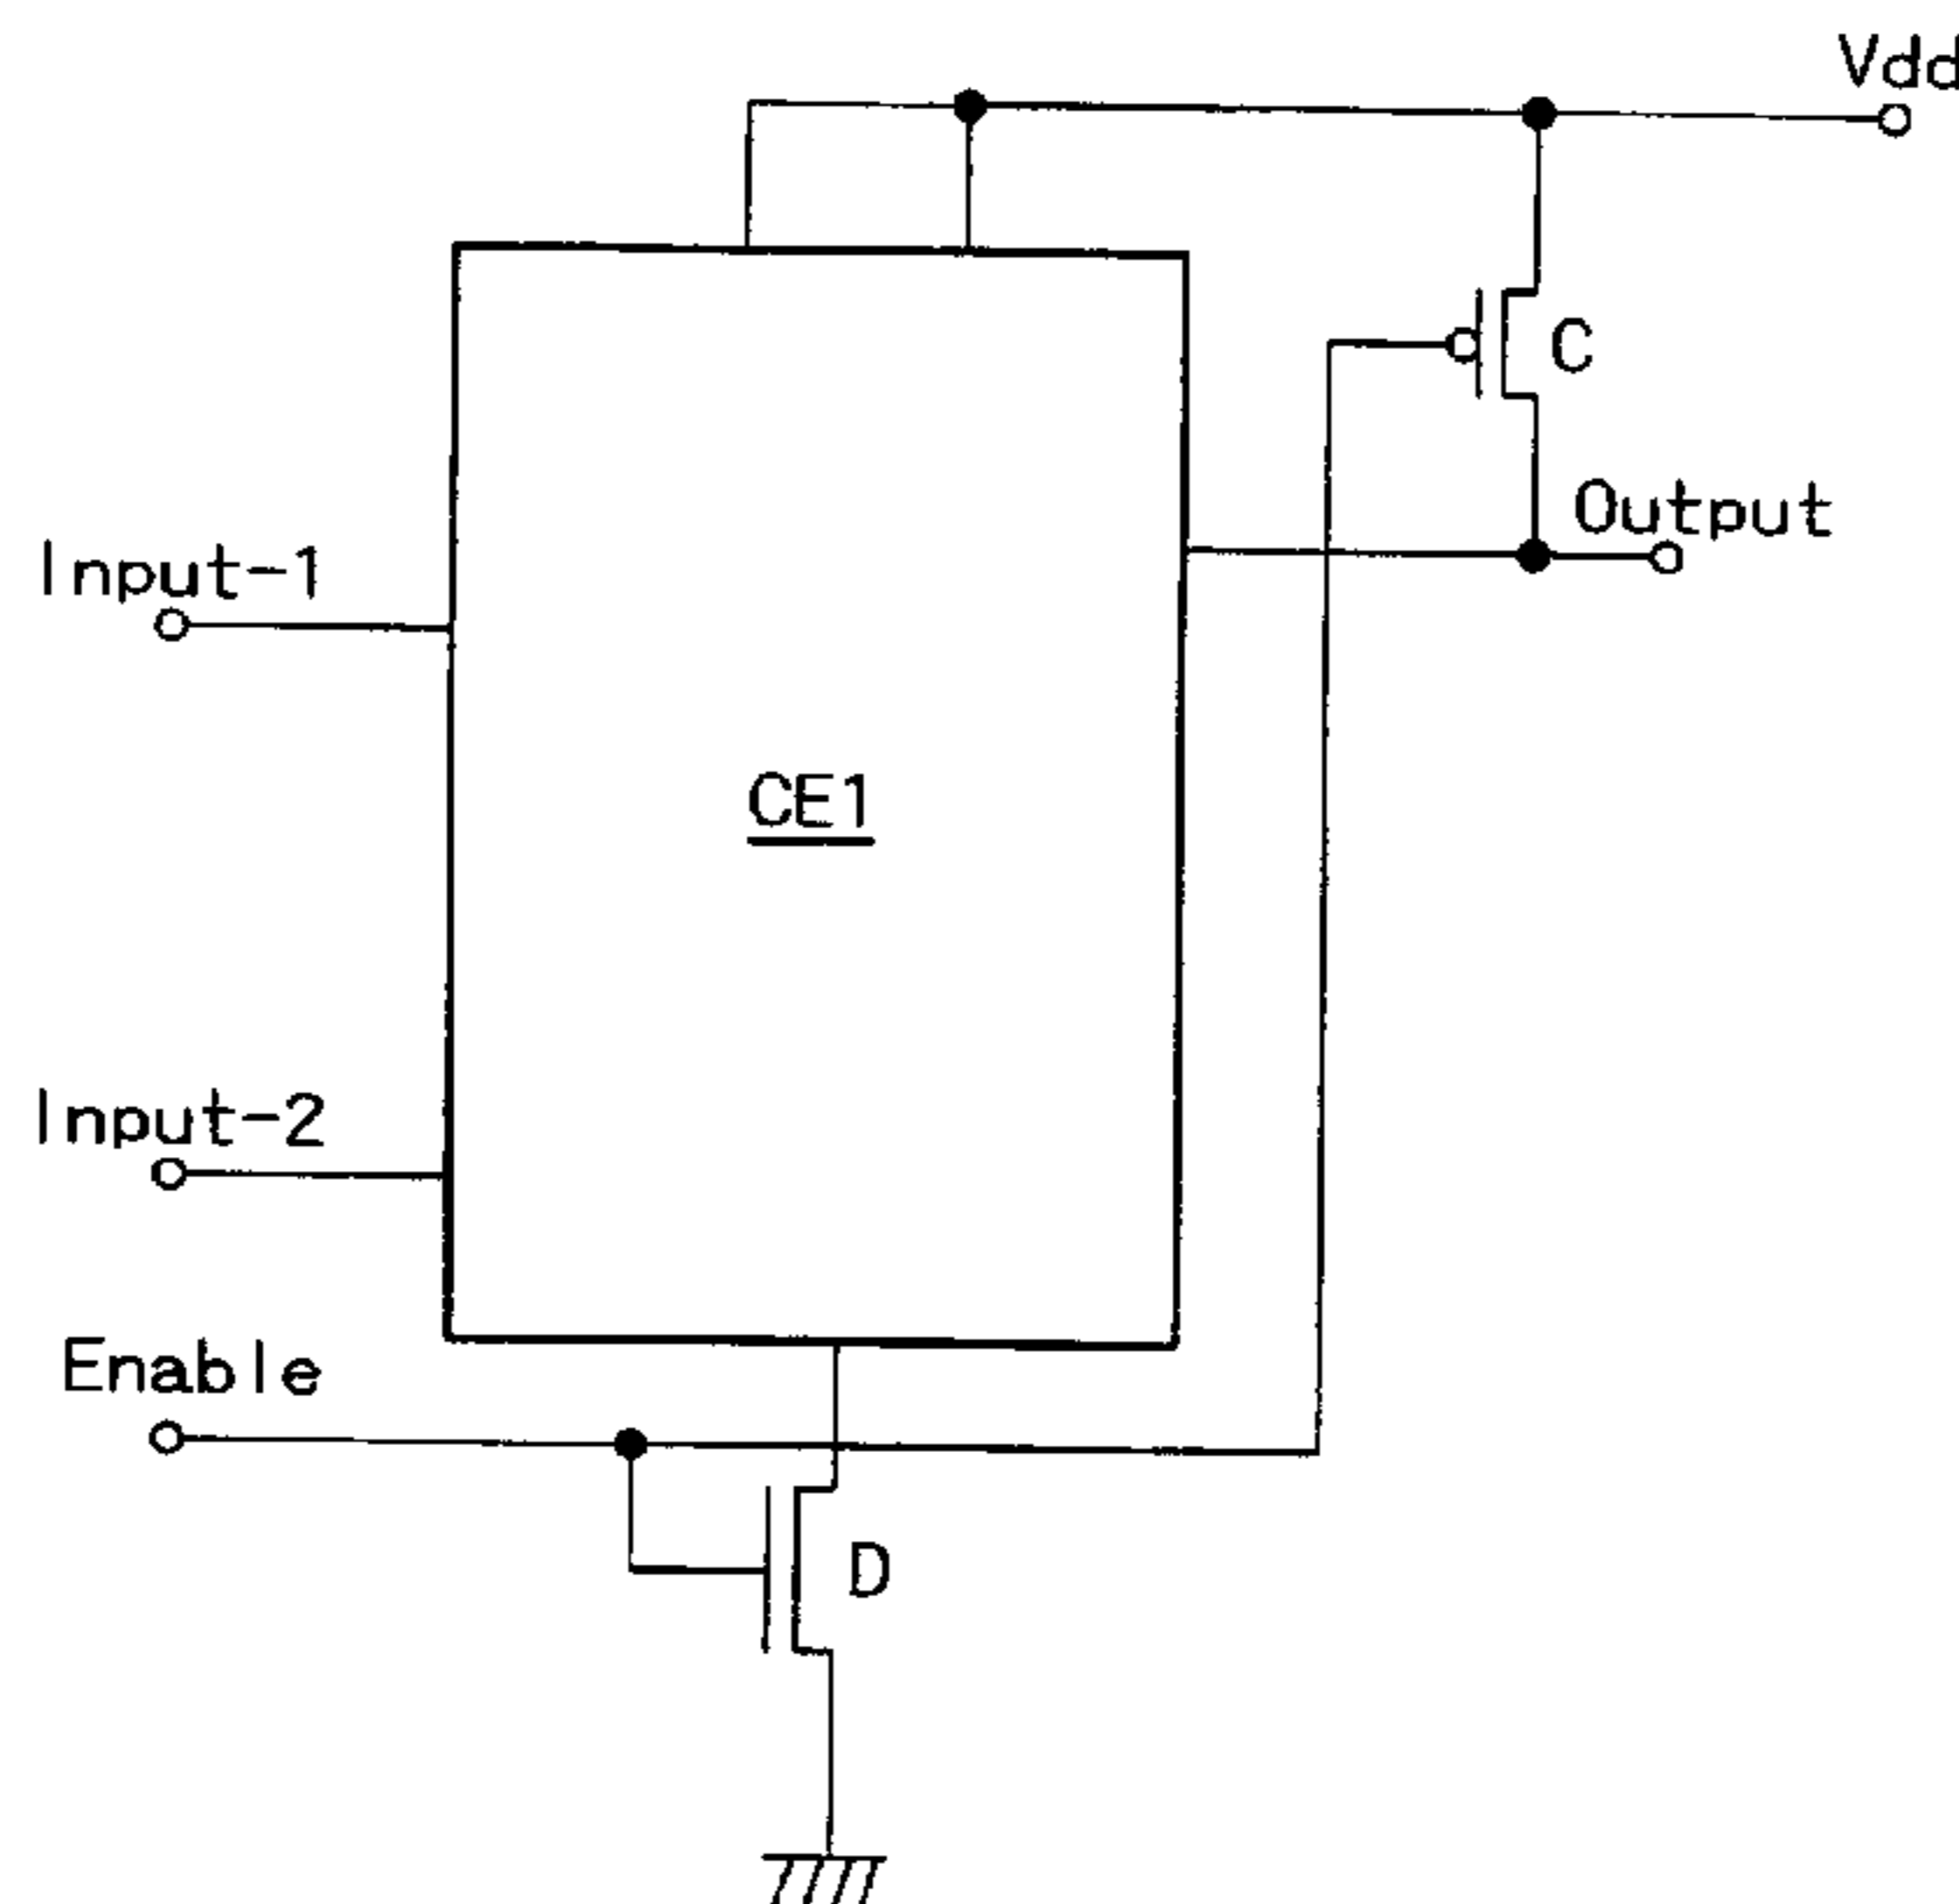 Vdd
C
Output
Input-1
CE1
Input-2
Enable
D